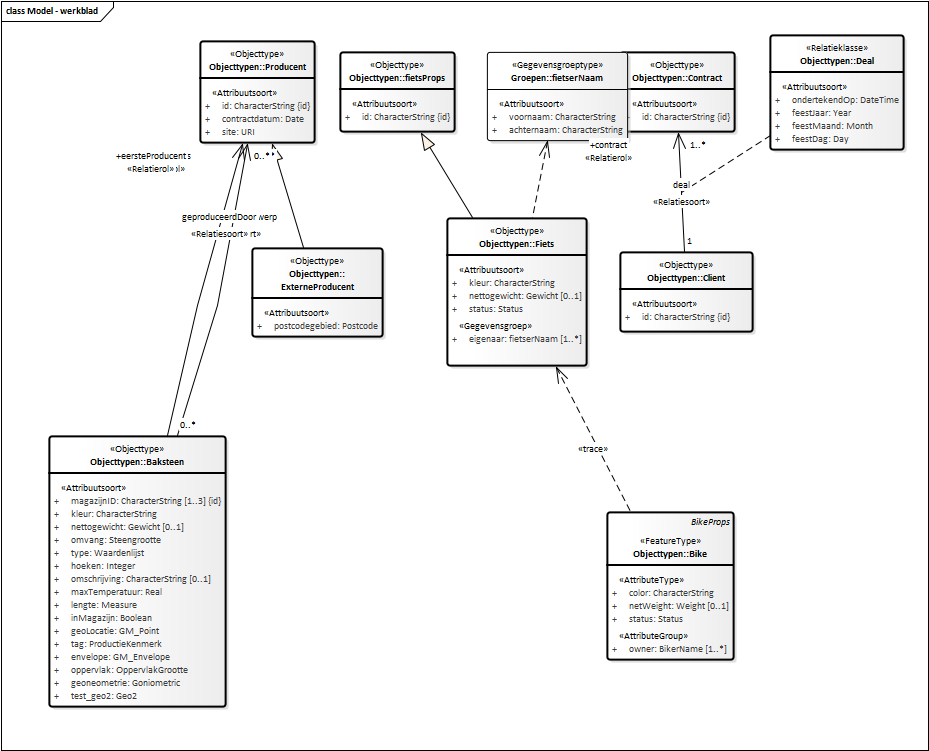 class Model - werkblad
«Objecttype»
Objecttypen::Producent
«Attribuutsoort»
+ id: CharacterString {id}
+ contractdatum: Date
+ site: URI
«Objecttype»
Objecttypen::fietsProps
«Attribuutsoort»
+ id: CharacterString {id}
«Gegevensgroeptype»
Groepen::fietserNaam
«Attribuutsoort»
+ voornaam: CharacterString
+ achternaam: CharacterString
«Objecttype»
Objecttypen::Contract
«Attribuutsoort»
id: CharacterString {id}
«Relatieklasse»
Objecttypen::Deal
«Attribuutsoort»
+ ondertekendOp: DateTime
+ feestJaar: Year
+ feestMaand: Month
+ feestDag: Day
+eersteProducent
«Relatierol»
0..*
+contract
«Relatierol»
1..*
deal
«Relatiesoort»
1
geproduceerdDoor
«Relatiesoort»
0..*
«Objecttype»
Objecttypen::
ExterneProducent
«Attribuutsoort»
+ postcodegebied: Postcode
«Objecttype»
Objecttypen::Fiets
«Attribuutsoort»
+ kleur: CharacterString
+ nettogewicht: Gewicht [0..1]
+ status: Status
«Gegevensgroep»
+ eigenaar: fietserNaam [1..*]
«Objecttype»
Objecttypen::Client
«Attribuutsoort»
+ id: CharacterString {id}
«trace»
«Objecttype»
Objecttypen::Baksteen
«Attribuutsoort»
+ magazijnID: CharacterString [1..3] {id}
+ kleur: CharacterString
+ nettogewicht: Gewicht [0..1]
+ omvang: Steengrootte
+ type: Waardenlijst
+ hoeken: Integer
+ omschrijving: CharacterString [0..1]
+ maxTemperatuur: Real
+ lengte: Measure
+ inMagazijn: Boolean
+ geoLocatie: GM_Point
+ tag: ProductieKenmerk
+ envelope: GM_Envelope
+ oppervlak: OppervlakGrootte
+ geoneometrie: Goniometric
+ test_geo2: Geo2
BikeProps
«FeatureType»
Objecttypen::Bike
«AttributeType»
+ color: CharacterString
+ netWeight: Weight [0..1]
+ status: Status
«AttributeGroup»
+ owner: BikerName [1..*]